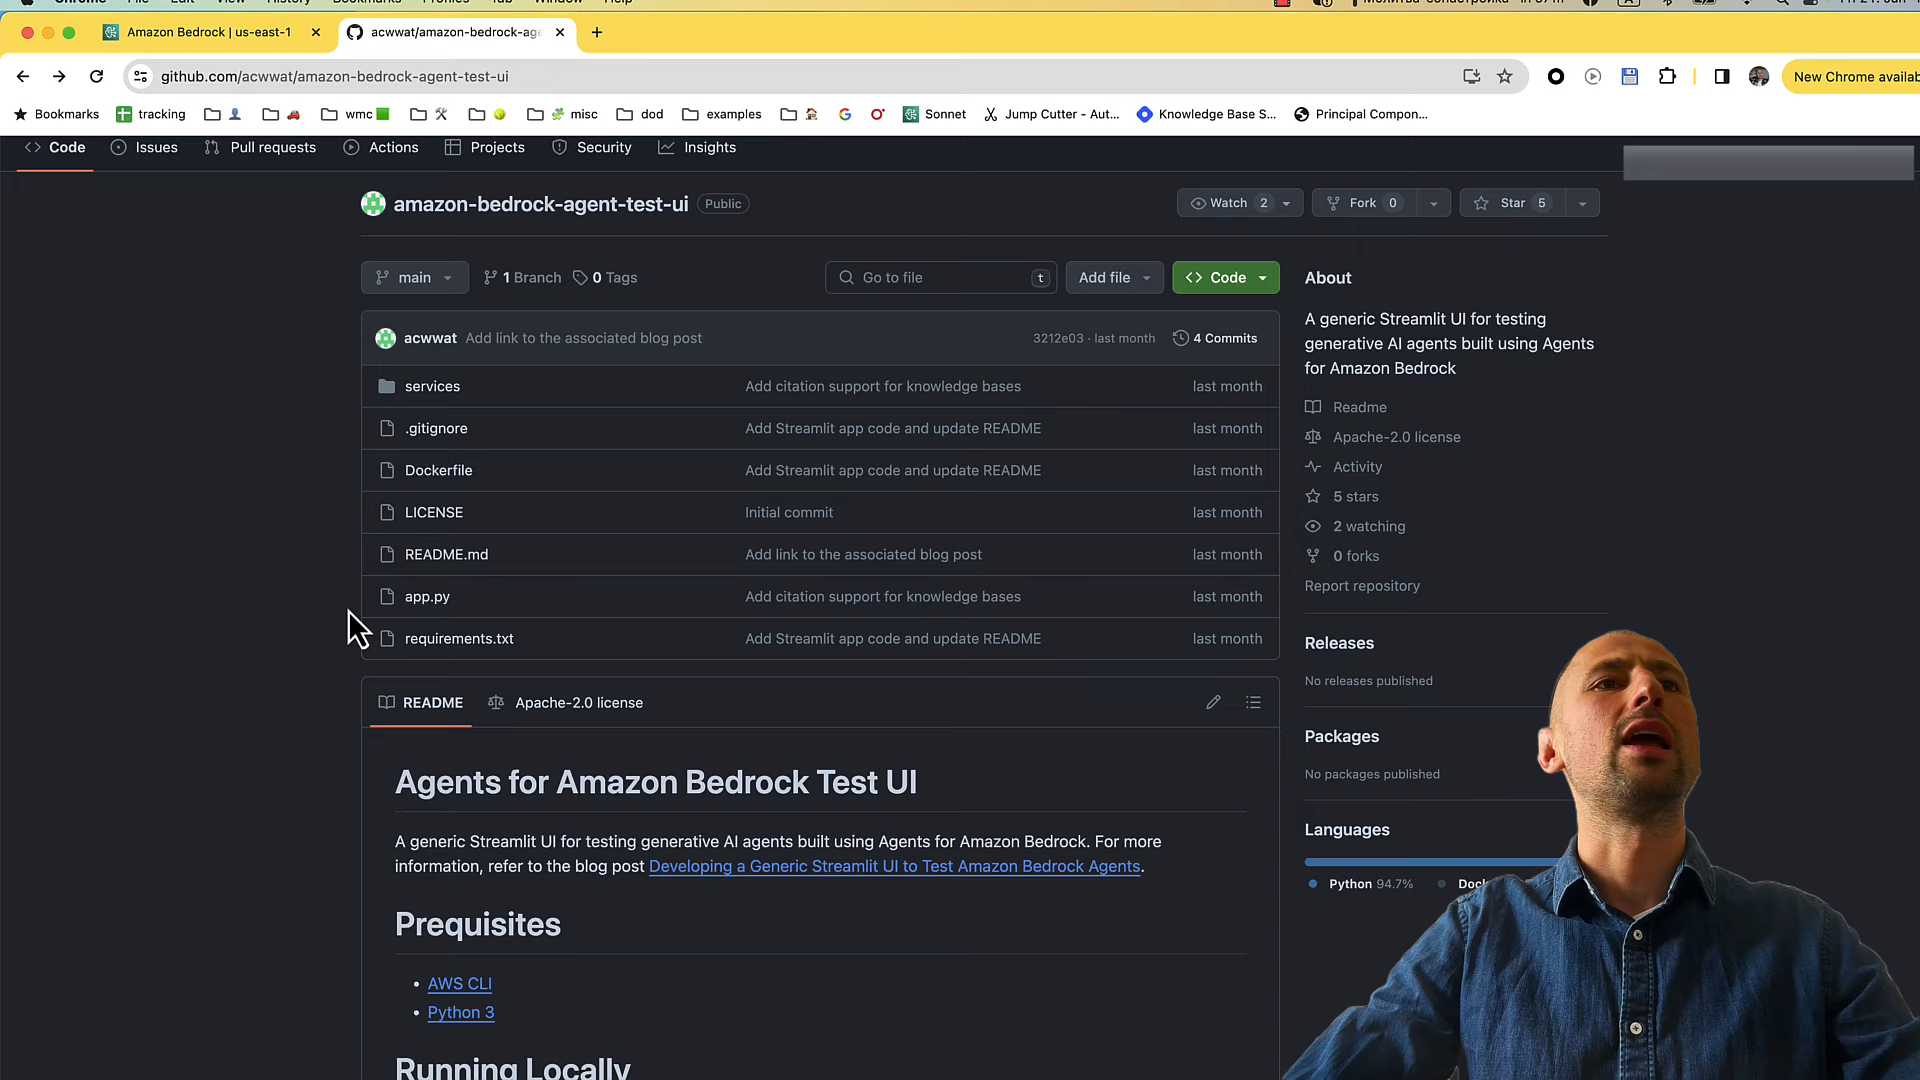 Chrome File Edit View History Bookmarks Profiles Tab Window Help
Amazon Bedrock | us-east-1
acwwat/amazon-bedrock-age
github.com/acwwat/amazon-bedrock-agent-test-ui
New Chrome availab
Bookmarks
tracking
wmc
misc
dod
examples
Sonnet
Jump Cutter - Aut...
Knowledge Base S...
Principal Compon...
Code
Issues
Pull requests
Actions
Projects
Security
Insights
amazon-bedrock-agent-test-ui Public
Watch 2
Fork 0
Star 5
main
1 Branch
0 Tags
Go to file t
Add file
Code
acwwat Add link to the associated blog post 3212e03 · last month 4 Commits
services Add citation support for knowledge bases last month
.gitignore Add Streamlit app code and update README last month
Dockerfile Add Streamlit app code and update README last month
LICENSE Initial commit last month
README.md Add link to the associated blog post last month
app.py Add citation support for knowledge bases last month
requirements.txt Add Streamlit app code and update README last month
README
Apache-2.0 license
Agents for Amazon Bedrock Test UI
A generic Streamlit UI for testing generative AI agents built using Agents for Amazon Bedrock. For more
information, refer to the blog post Developing a Generic Streamlit UI to Test Amazon Bedrock Agents.
Prequisites
• AWS CLI
• Python 3
Running Locally
About
A generic Streamlit UI for testing
generative AI agents built using Agents
for Amazon Bedrock
Readme
Apache-2.0 license
Activity
5 stars
2 watching
0 forks
Report repository
Releases
No releases published
Packages
No packages published
Languages
Python 94.7%
Dock